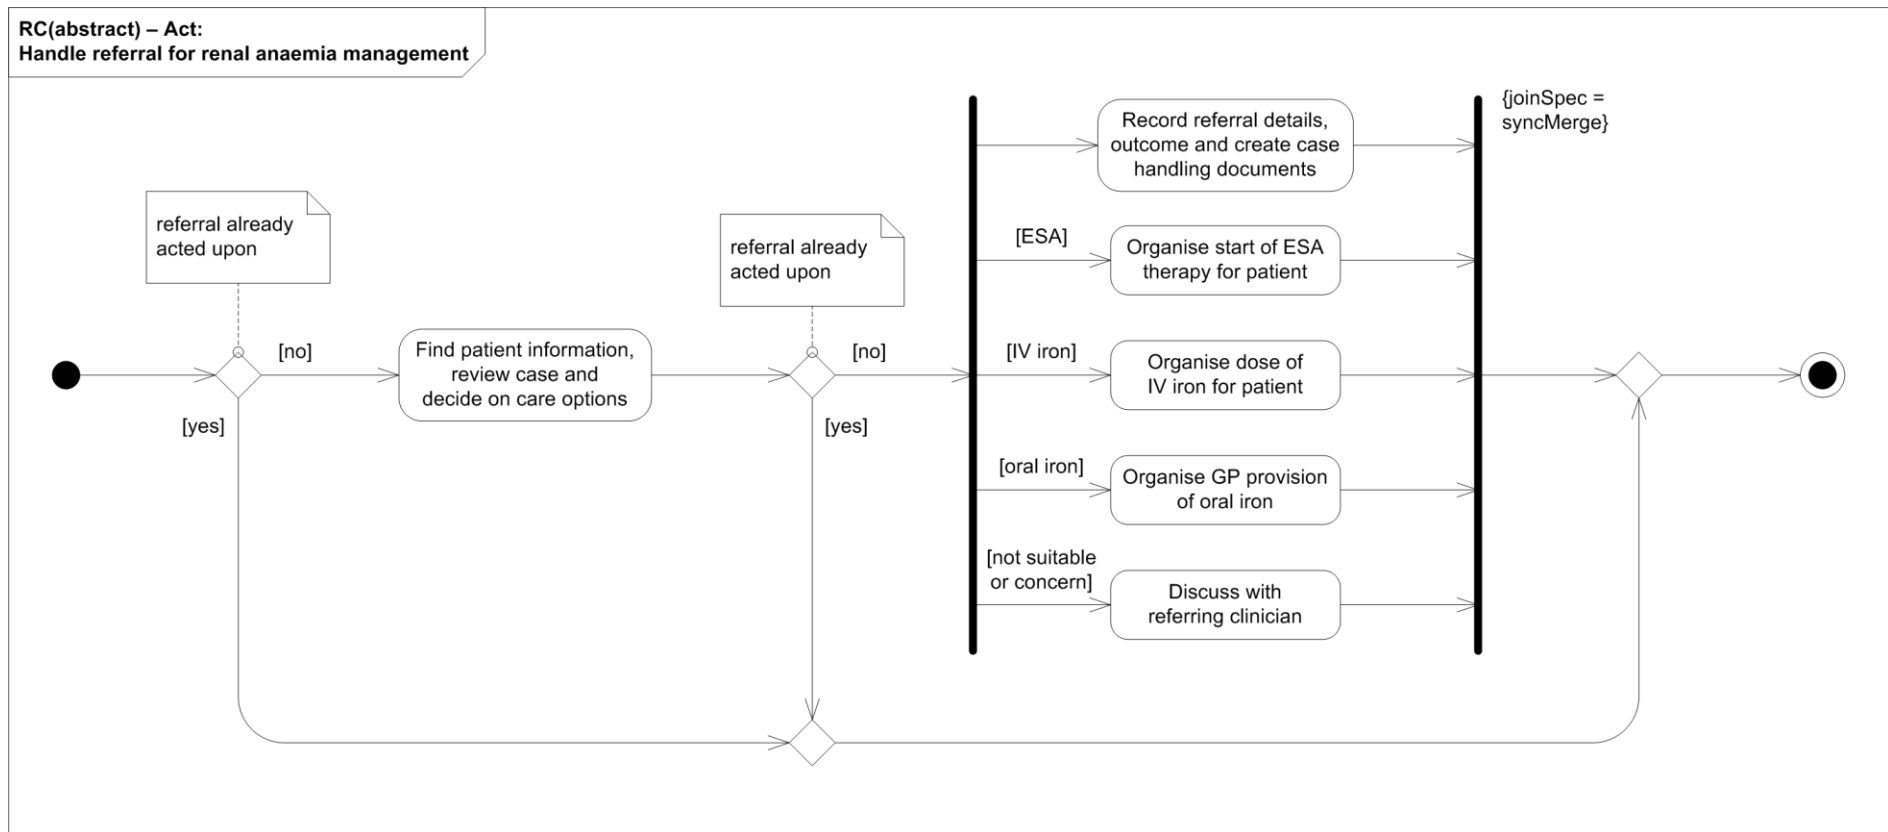 RC(abstract) – Act:
Handle referral for renal anaemia management
referral already
acted upon
[no]
[yes]
Find patient information,
review case and
decide on care options
referral already
acted upon
[no]
[yes]
Record referral details,
outcome and create case
handling documents
[ESA]
Organise start of ESA
therapy for patient
[IV iron]
Organise dose of
IV iron for patient
[oral iron]
Organise GP provision
of oral iron
[not suitable
or concern]
Discuss with
referring clinician
{joinSpec =
syncMerge}